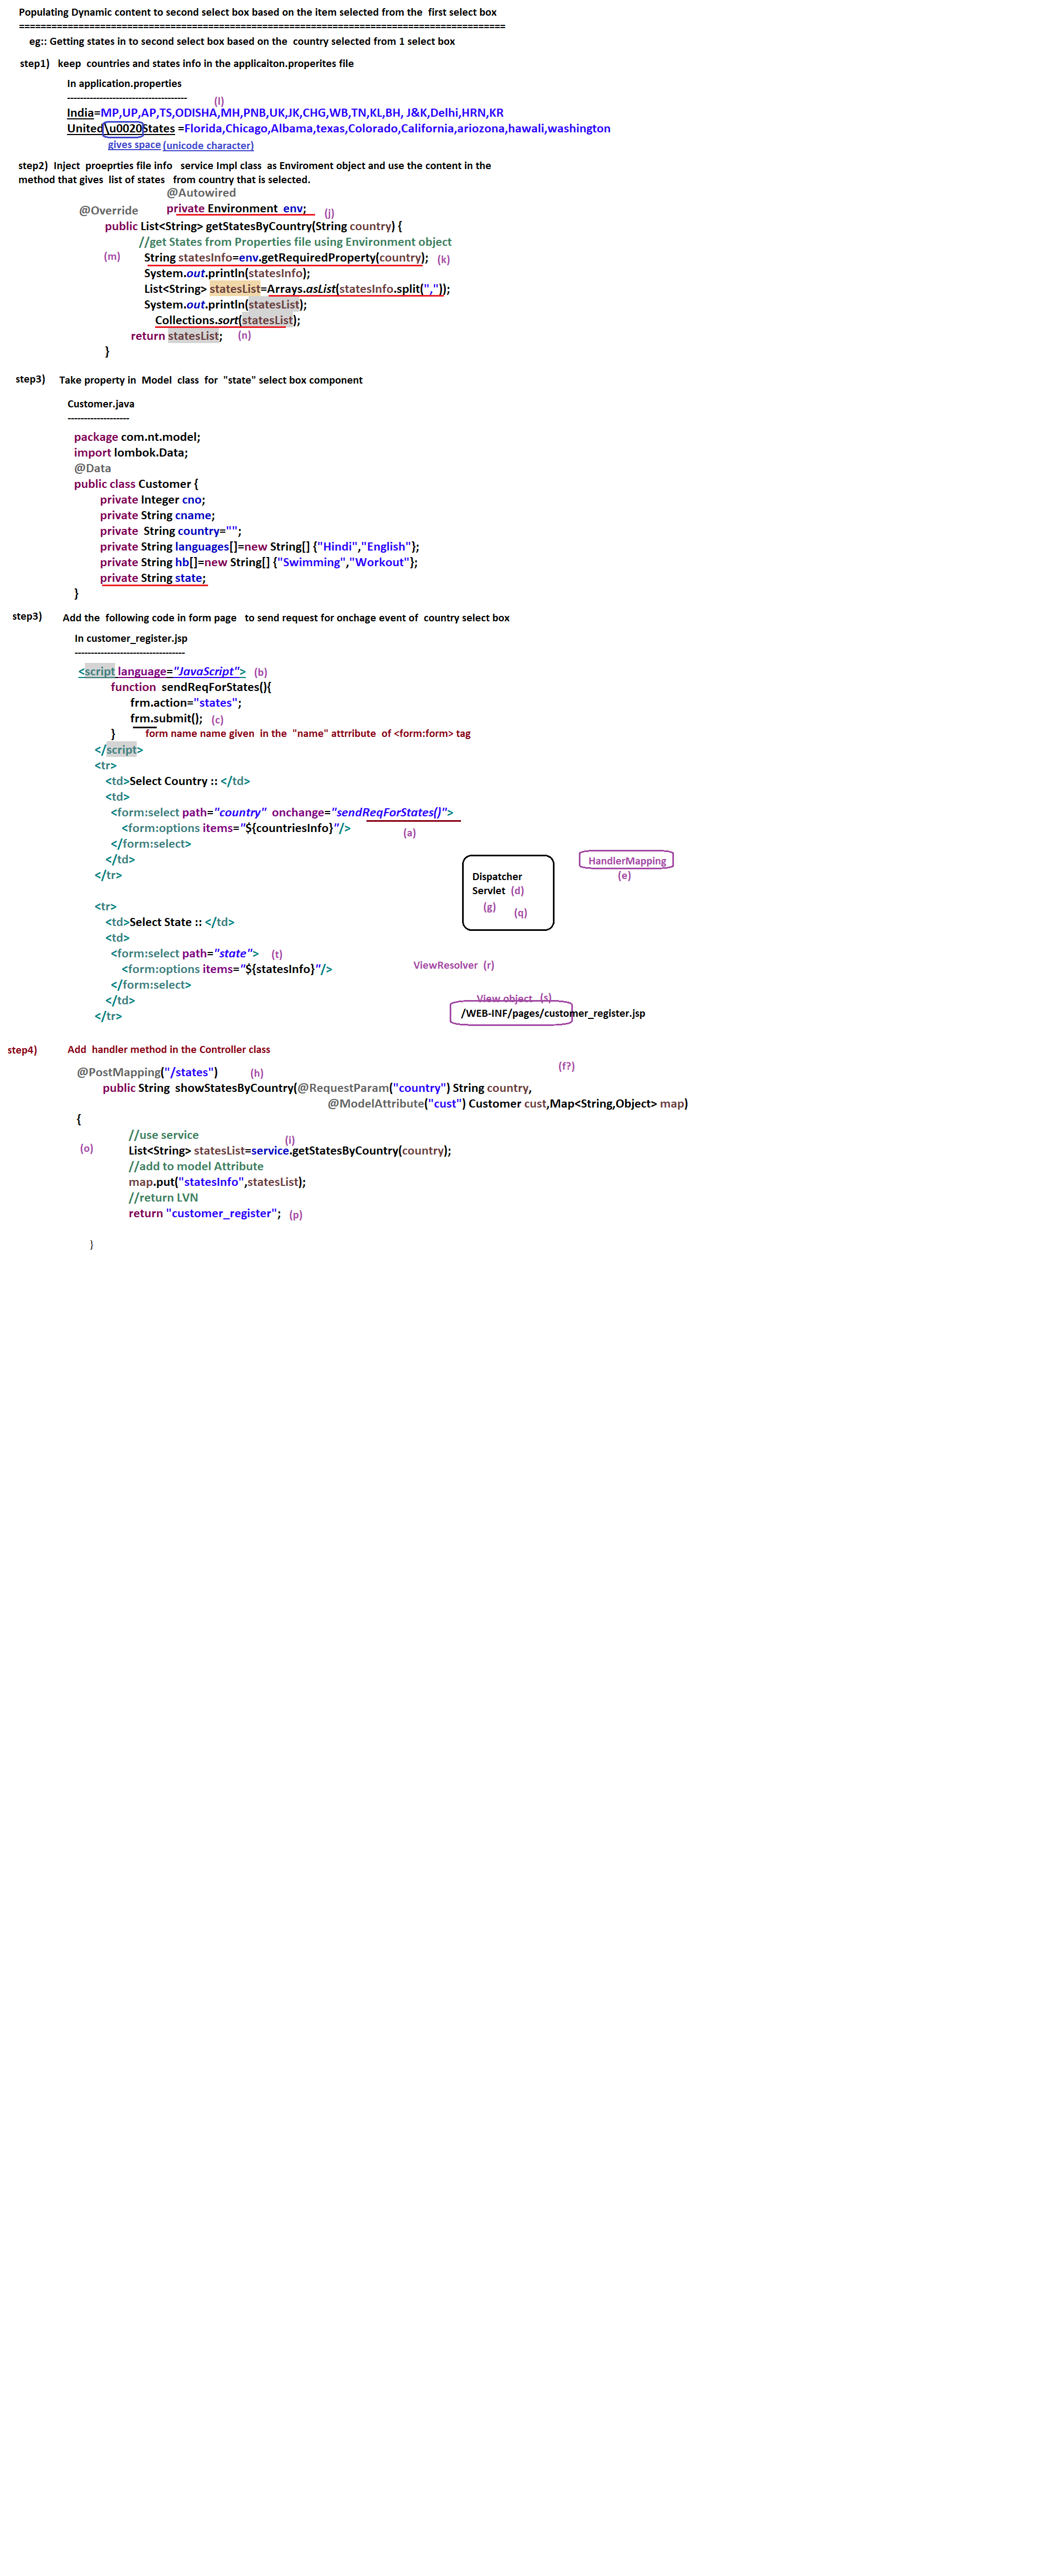 Populating Dynamic content to second select box based on the item selected from the first select box
==========================================================================================
eg:: Getting states in to second select box based on the country selected from 1 select box
step1) keep countries and states info in the applicaiton.properites file
In application.properties
-------------------------------------
(l)
India=MP,UP,AP,TS,ODISHA,MH,PNB,UK,JK,CHG,WB,TN,KL,BH, J&K,Delhi,HRN,KR
United\u0020States =Florida,Chicago,Albama,texas,Colorado,California,ariozona,hawali,washington
gives space (unicode character)
step2) Inject proeprties file info service Impl class as Enviroment object and use the content in the
method that gives list of states from country that is selected.
@Autowired
private Environment env; (j)
@Override
public List<String> getStatesByCountry(String country) {
//get States from Properties file using Environment object
(m) String statesInfo=env.getRequiredProperty(country); (k)
System.out.println(statesInfo);
List<String> statesList=Arrays.asList(statesInfo.split(","));
System.out.println(statesList);
Collections.sort(statesList);
return statesList; (n)
}
step3) Take property in Model class for "state" select box component
Customer.java
-------------------
package com.nt.model;
import lombok.Data;
@Data
public class Customer {
private Integer cno;
private String cname;
private String country="";
private String languages[]=new String[] {"Hindi","English"};
private String hb[]=new String[] {"Swimming","Workout"};
private String state;
}
step3) Add the following code in form page to send request for onchage event of country select box
In customer_register.jsp
----------------------------------
<script language="JavaScript"> (b)
function sendReqForStates(){
frm.action="states";
frm.submit(); (c)
} form name name given in the "name" attrribute of <form:form> tag
</script>
<tr>
<td>Select Country :: </td>
<td>
<form:select path="country" onchange="sendReqForStates()">
<form:options items="${countriesInfo}"/> (a)
</form:select>
</td>
</tr>
HandlerMapping
(e)
Dispatcher
Servlet (d)
(g) (q)
<tr>
<td>Select State :: </td>
<td>
<form:select path="state"> (t)
<form:options items="${statesInfo}"/>
</form:select>
</td>
</tr>
ViewResolver (r)
View object (s)
/WEB-INF/pages/customer_register.jsp
step4) Add handler method in the Controller class
(f?)
@PostMapping("/states") (h)
public String showStatesByCountry(@RequestParam("country") String country,
@ModelAttribute("cust") Customer cust,Map<String,Object> map)
{
//use service
(i)
(o) List<String> statesList=service.getStatesByCountry(country);
//add to model Attribute
map.put("statesInfo",statesList);
//return LVN
return "customer_register"; (p)
}